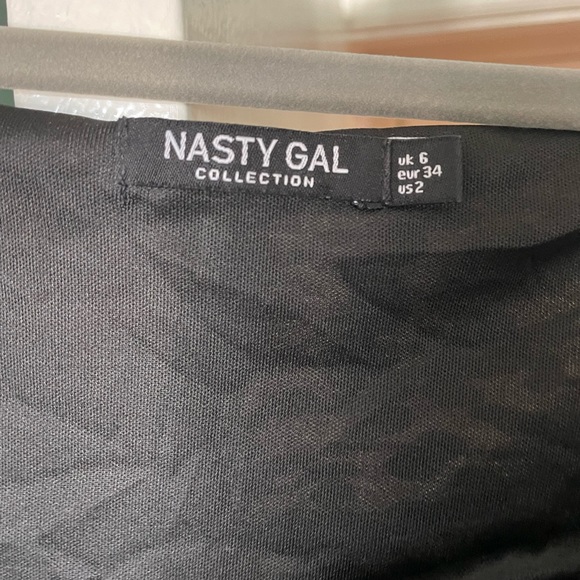 NASTY GAL
COLLECTION
uk 6
eur 34
us 2